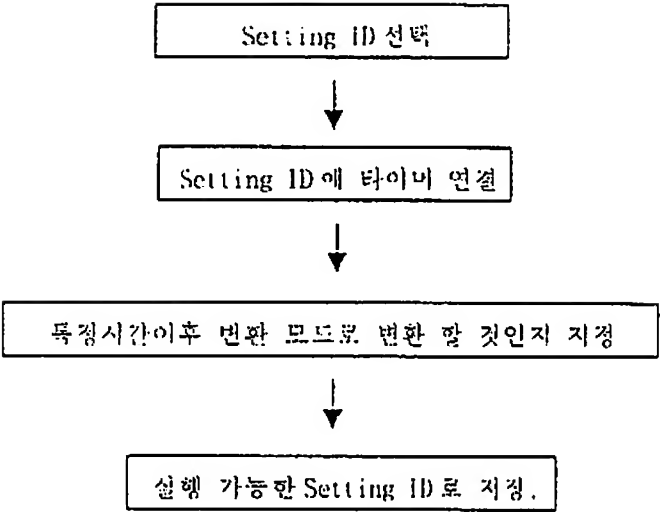 Setting ID 선택
Setting ID에 타이머 연결
특정시간이후 변환 모드로 변환 할 것인지 지정
실행 가능한 Setting ID로 지정.